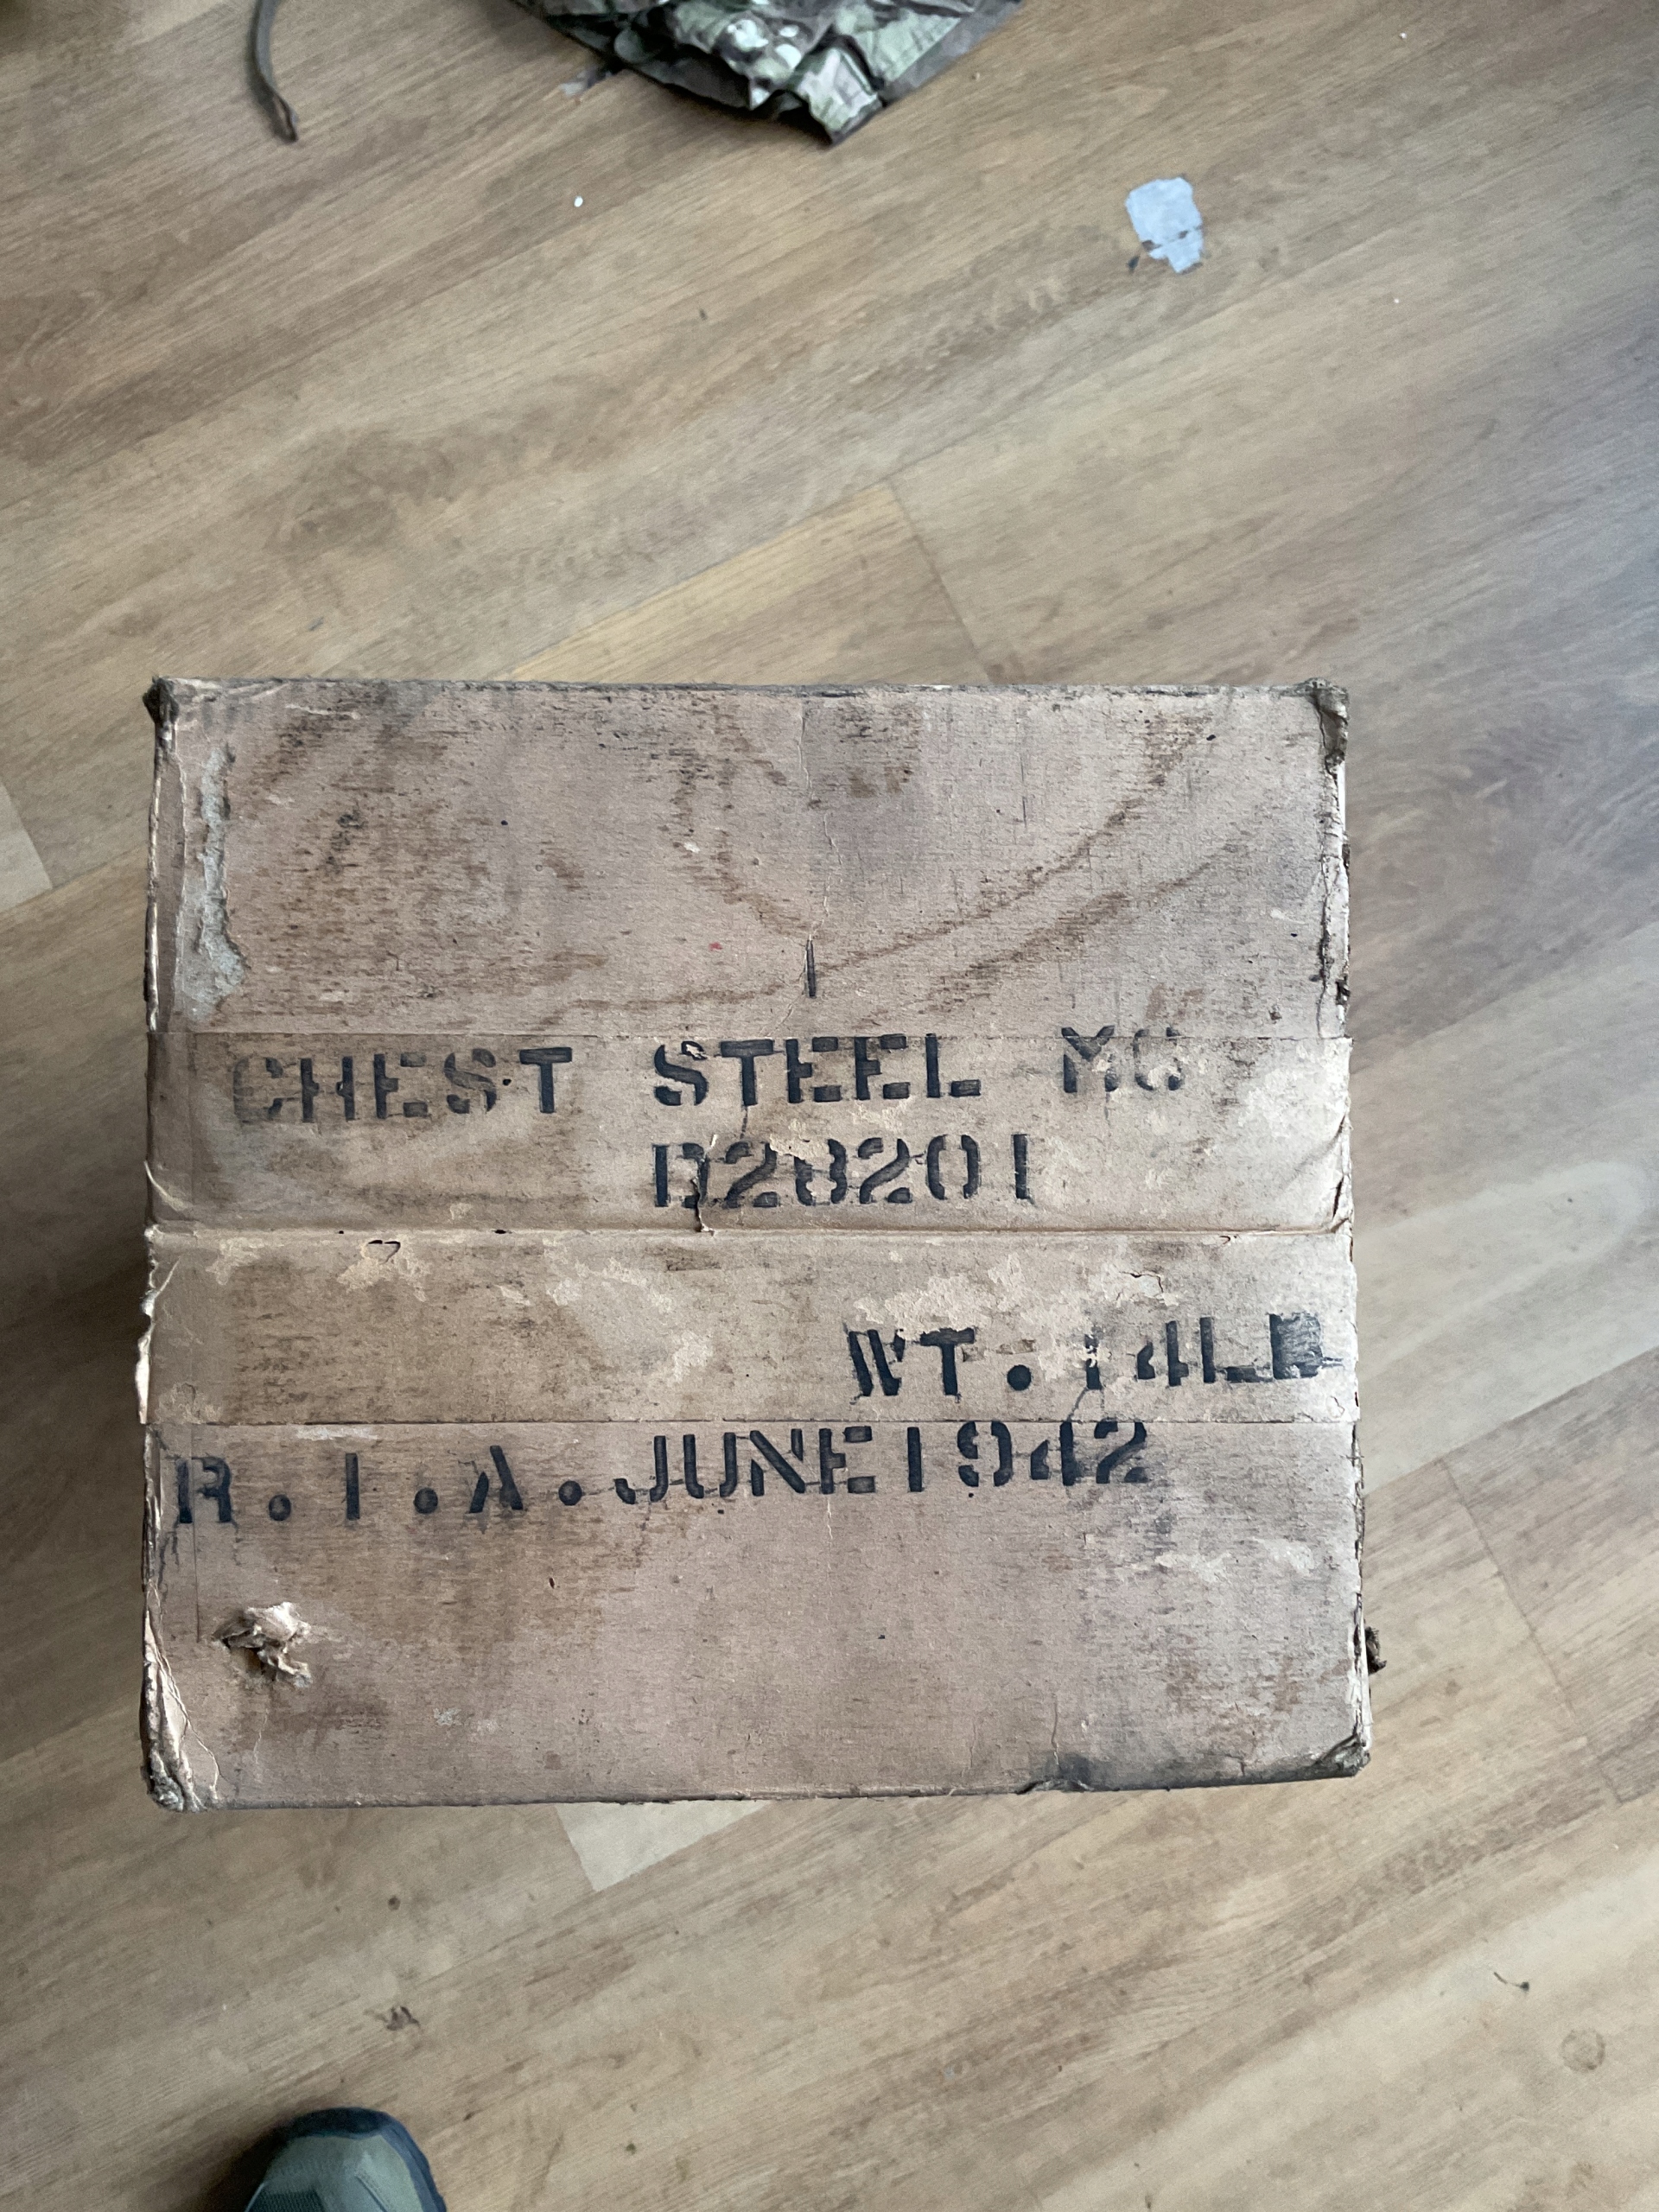 CHEST STEEL M6
D28201
WT. 14LB
R.I.A. JUNE 1942